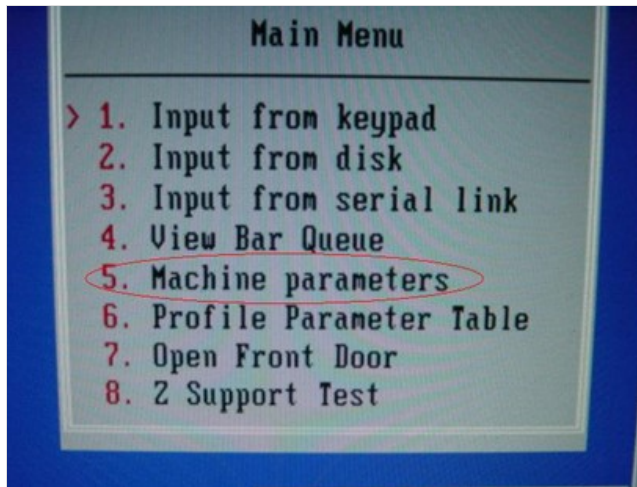 Main Menu
> 1. Input from keypad
2. Input from disk
3. Input from serial link
4. View Bar Queue
5. Machine parameters
6. Profile Parameter Table
7. Open Front Door
8. Z Support Test